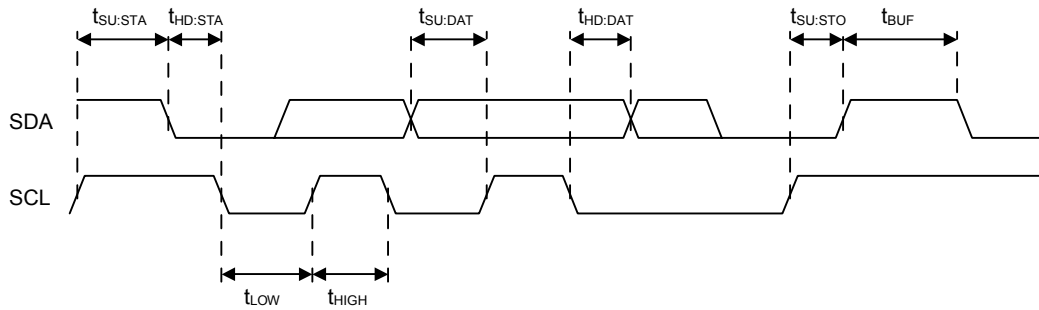 tSU:STA tHD:STA tSU:DAT tHD:DAT tSU:STO tBUF
SDA
SCL
tLOW tHIGH